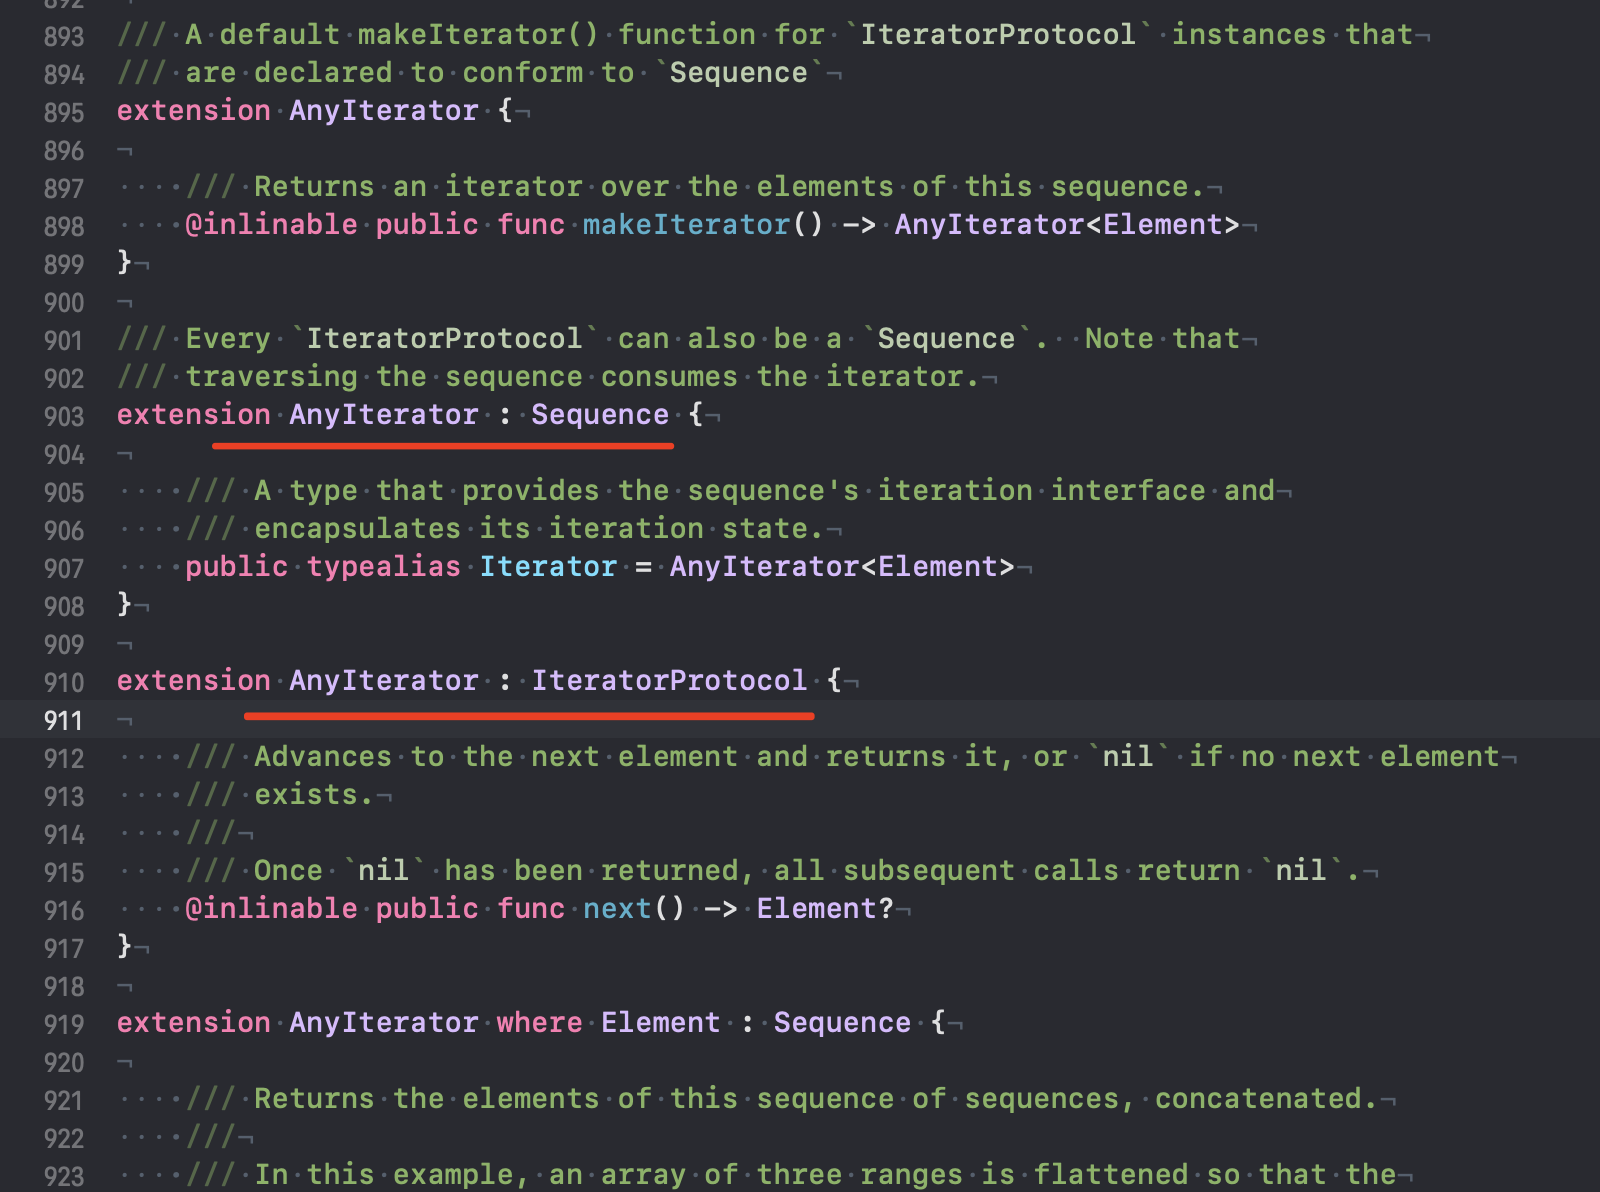 892
893 /// A default makeIterator() function for `IteratorProtocol` instances that
894 /// are declared to conform to `Sequence`
895 extension AnyIterator {
896
897     /// Returns an iterator over the elements of this sequence.
898     @inlinable public func makeIterator() -> AnyIterator<Element>
899 }
900
901 /// Every `IteratorProtocol` can also be a `Sequence`.  Note that
902 /// traversing the sequence consumes the iterator.
903 extension AnyIterator : Sequence {
904
905     /// A type that provides the sequence's iteration interface and
906     /// encapsulates its iteration state.
907     public typealias Iterator = AnyIterator<Element>
908 }
909
910 extension AnyIterator : IteratorProtocol {
911
912     /// Advances to the next element and returns it, or `nil` if no next element
913     /// exists.
914     ///
915     /// Once `nil` has been returned, all subsequent calls return `nil`.
916     @inlinable public func next() -> Element?
917 }
918
919 extension AnyIterator where Element : Sequence {
920
921     /// Returns the elements of this sequence of sequences, concatenated.
922     ///
923     /// In this example, an array of three ranges is flattened so that the